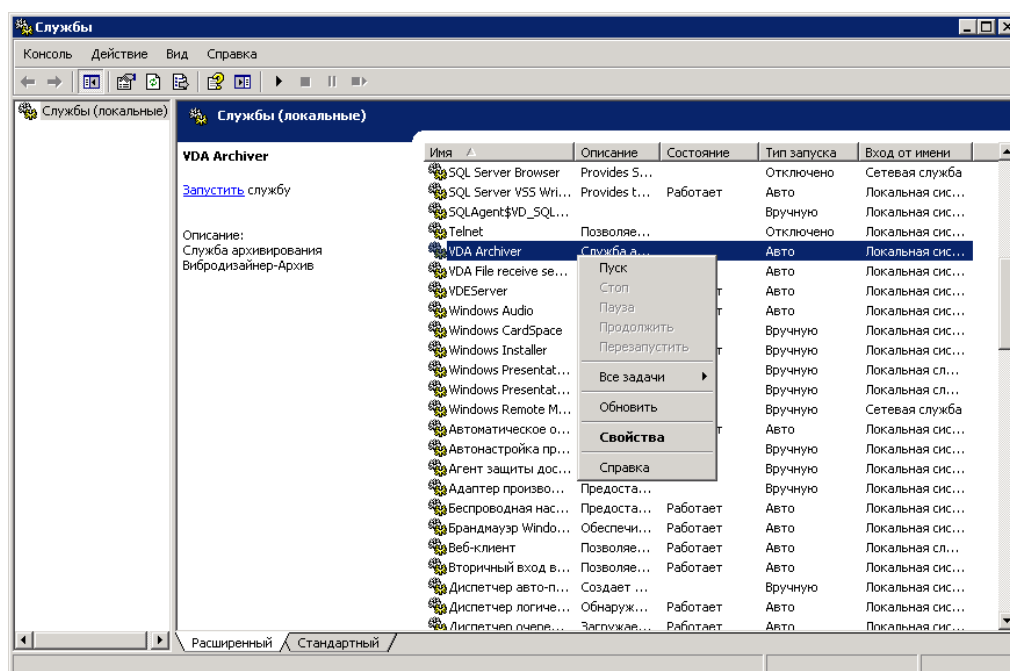 Службы
Консоль Действие Вид Справка
Службы (локальные)
Службы (локальные)
VDA Archiver
Запустить службу
Описание:
Служба архивирования
Вибродизайнер-Архив
Имя Описание Состояние Тип запуска Вход от имени
SQL Server Browser Provides S... Отключено Сетевая служба
SQL Server VSS Wri... Provides t... Работает Авто Локальная сис...
SQLAgent$VD_SQL... Вручную Локальная сис...
Telnet Позволяе... Отключено Локальная сис...
VDA Archiver Служба а... Авто Локальная сис...
VDA File receive se... Авто Локальная сис...
VDEServer т Авто Локальная сис...
Windows Audio т Авто Локальная сис...
Windows CardSpace Вручную Локальная сис...
Windows Installer т Вручную Локальная сис...
Windows Presentat... Вручную Локальная сл...
Windows Presentat... Вручную Локальная сл...
Windows Remote M... Вручную Сетевая служба
Автоматическое о... т Авто Локальная сис...
Автонастройка пр... Вручную Локальная сис...
Агент защиты дос... Вручную Локальная сис...
Адаптер произво... Предоста... Вручную Локальная сис...
Беспроводная нас... Предоста... Работает Авто Локальная сис...
Брандмауэр Windo... Обеспечи... Работает Авто Локальная сис...
Веб-клиент Позволяе... Работает Авто Локальная сл...
Вторичный вход в... Позволяе... Работает Авто Локальная сис...
Диспетчер авто-п... Создает ... Вручную Локальная сис...
Диспетчер логиче... Обнаруж... Работает Авто Локальная сис...
Диспетчер очере... Загружае... Работает Авто Локальная сис...
Пуск
Стоп
Пауза
Продолжить
Перезапустить
Все задачи
Обновить
Свойства
Справка
Расширенный Стандартный